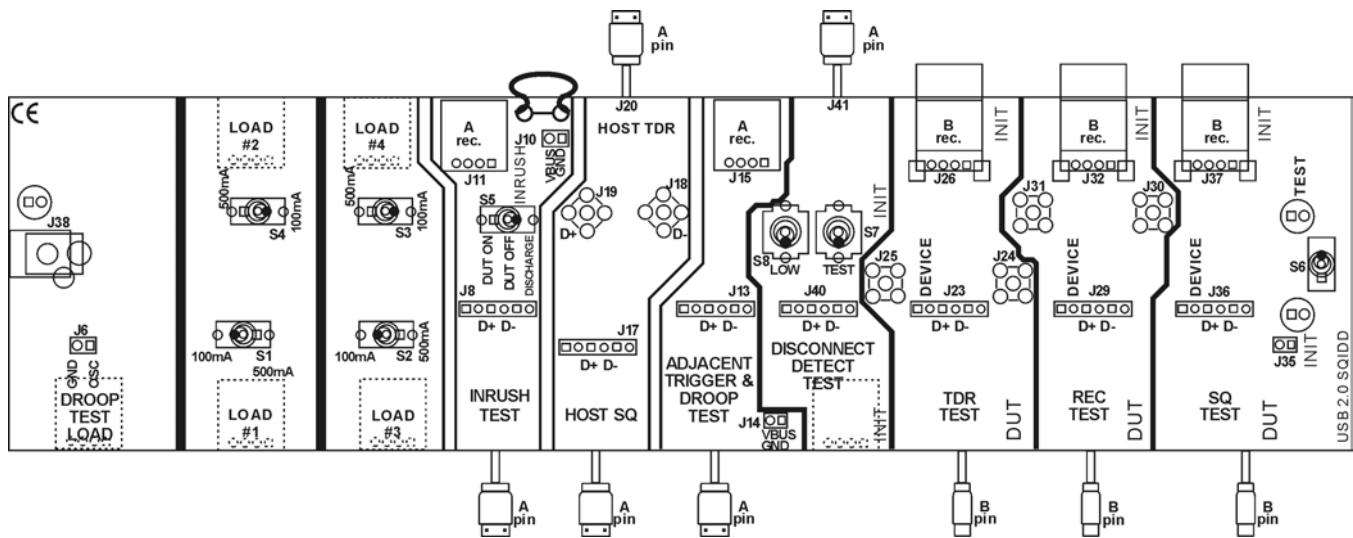 A
pin
A
pin
CE
J20
J41
LOAD
#2
LOAD
#4
A
rec.
J11
J10
VBUS
GND
INRUSH
HOST TDR
A
rec.
J15
B
rec.
J26
INIT
B
rec.
J32
INIT
B
rec.
J37
INIT
500mA
100mA
S4
500mA
100mA
S3
S5
DUT ON
DUT OFF
DISCHARGE
J19
D+
J18
D-
S8
LOW
S7
TEST
INIT
J31
J30
TEST
J38
J25
J24
S6
DEVICE
DEVICE
DEVICE
J8
D+ D-
J17
D+ D-
J13
D+ D-
J40
D+ D-
J23
D+ D-
J29
D+ D-
J36
D+ D-
J6
GND
OSC
100mA
S1
500mA
100mA
S2
500mA
J35
INIT
DROOP
TEST
LOAD
LOAD
#1
LOAD
#3
INRUSH
TEST
HOST SQ
ADJACENT
TRIGGER &
DROOP
TEST
DISCONNECT
DETECT
TEST
J14
VBUS
GND
INIT
TDR
TEST
DUT
REC
TEST
DUT
SQ
TEST
DUT
USB 2.0 SQIDD
A
pin
A
pin
A
pin
B
pin
B
pin
B
pin